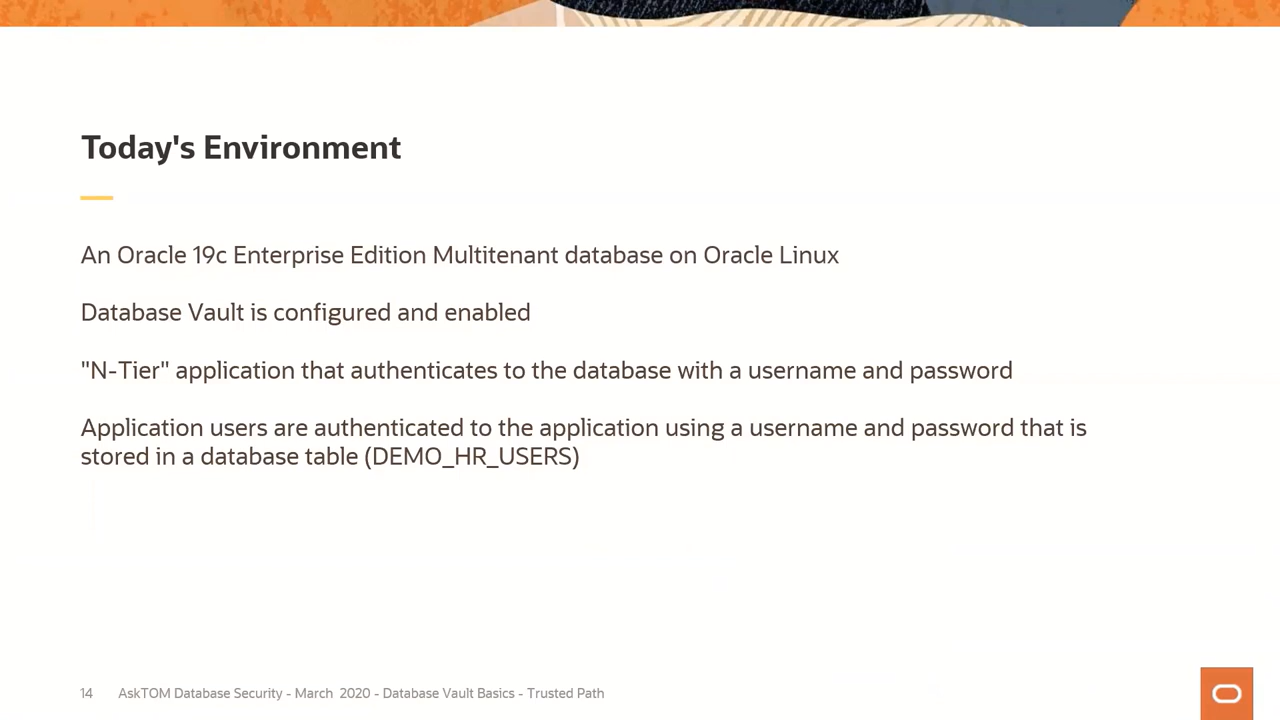 Today's Environment
An Oracle 19c Enterprise Edition Multitenant database on Oracle Linux
Database Vault is configured and enabled
"N-Tier" application that authenticates to the database with a username and password
Application users are authenticated to the application using a username and password that is
stored in a database table (DEMO_HR_USERS)
14 AskTOM Database Security - March 2020 - Database Vault Basics - Trusted Path